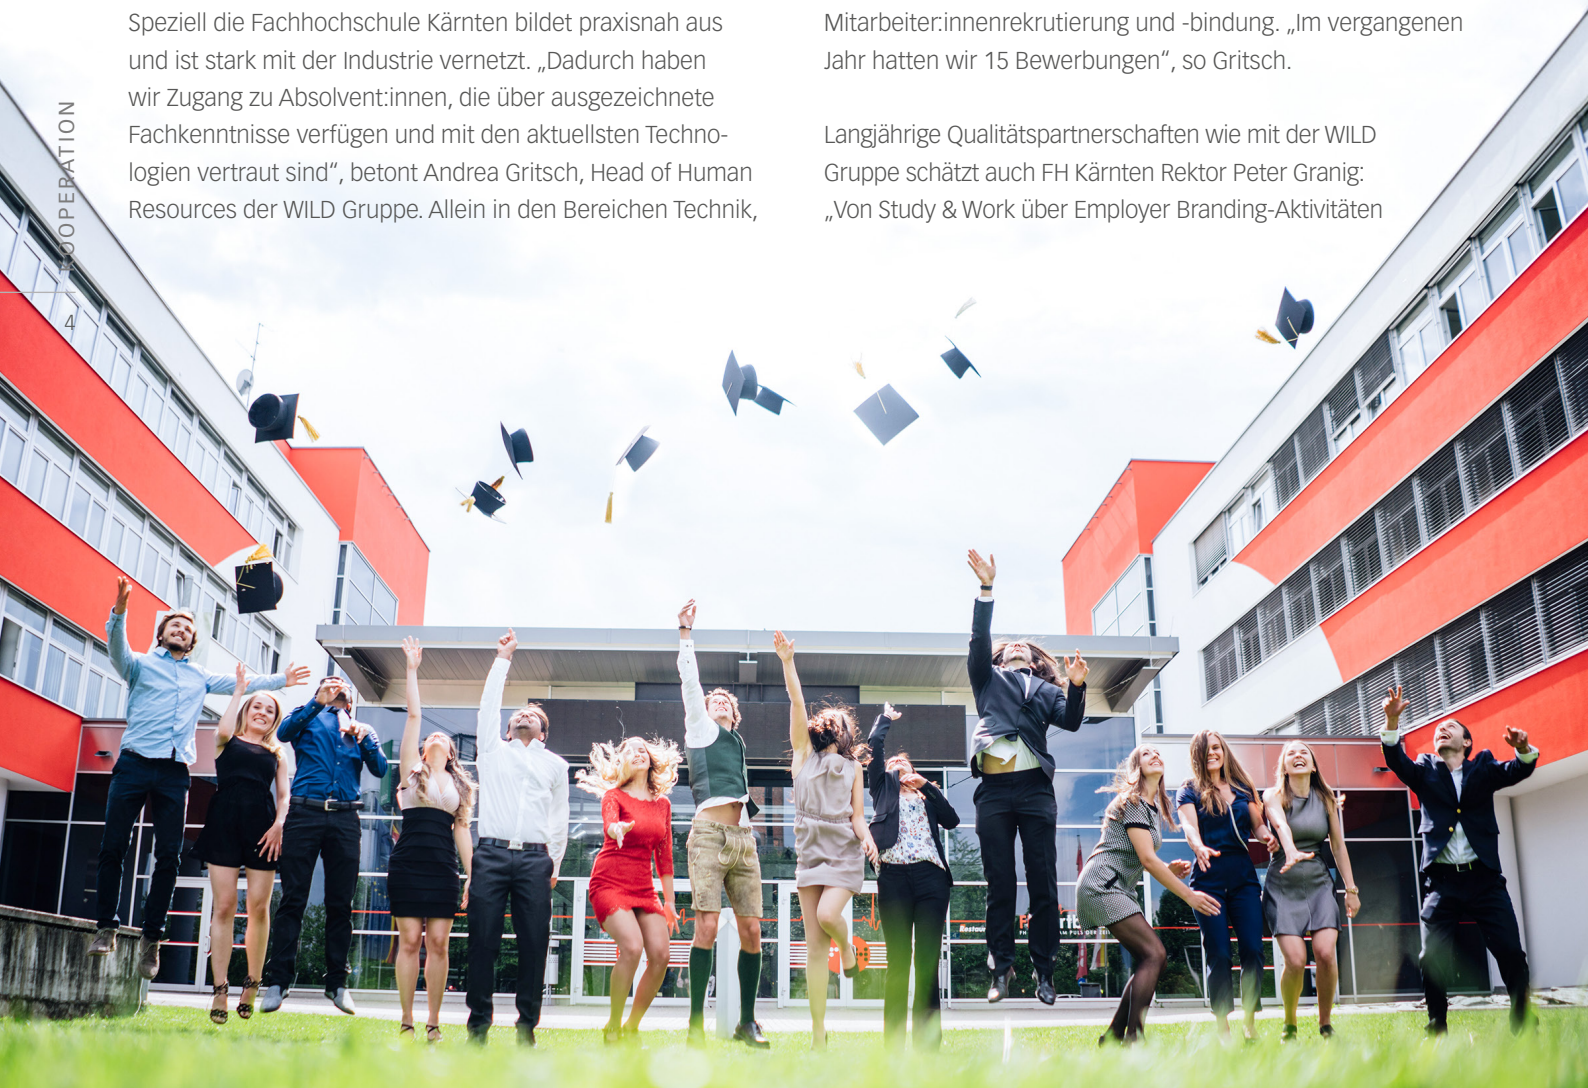 Speziell die Fachhochschule Kärnten bildet praxisnah aus
und ist stark mit der Industrie vernetzt. „Dadurch haben
wir Zugang zu Absolvent:innen, die über ausgezeichnete
Fachkenntnisse verfügen und mit den aktuellsten Techno-
logien vertraut sind“, betont Andrea Gritsch, Head of Human
Resources der WILD Gruppe. Allein in den Bereichen Technik,
Mitarbeiter:innenrekrutierung und -bindung. „Im vergangenen
Jahr hatten wir 15 Bewerbungen“, so Gritsch.
Langjährige Qualitätspartnerschaften wie mit der WILD
Gruppe schätzt auch FH Kärnten Rektor Peter Granig:
„Von Study & Work über Employer Branding-Aktivitäten
KOOPERATION
4